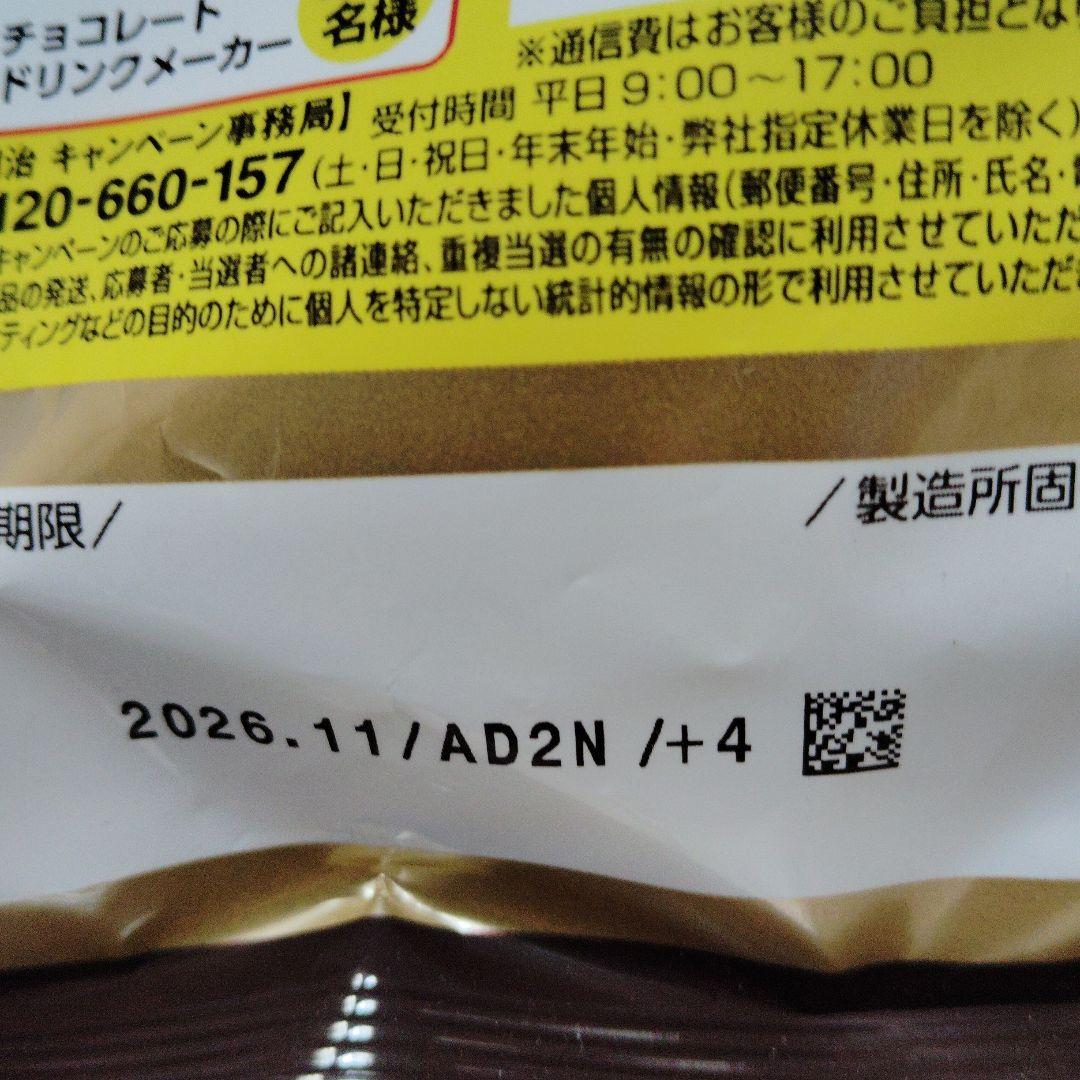 チョコレート
ドリンクメーカー
名様
※通信費はお客様のご負担とな
治 キャンペーン事務局】 受付時間 平日9:00～17:00
120-660-157 (土・日・祝日・年末年始・弊社指定休業日を除く)
キャンペーンのご応募の際にご記入いただきました個人情報(郵便番号・住所・氏名・
品の発送、応募者・当選者への諸連絡、重複当選の有無の確認に利用させていただ
ティングなどの目的のために個人を特定しない統計的情報の形で利用させていただき
期限/
/製造所固
2026.11/AD2N /+4